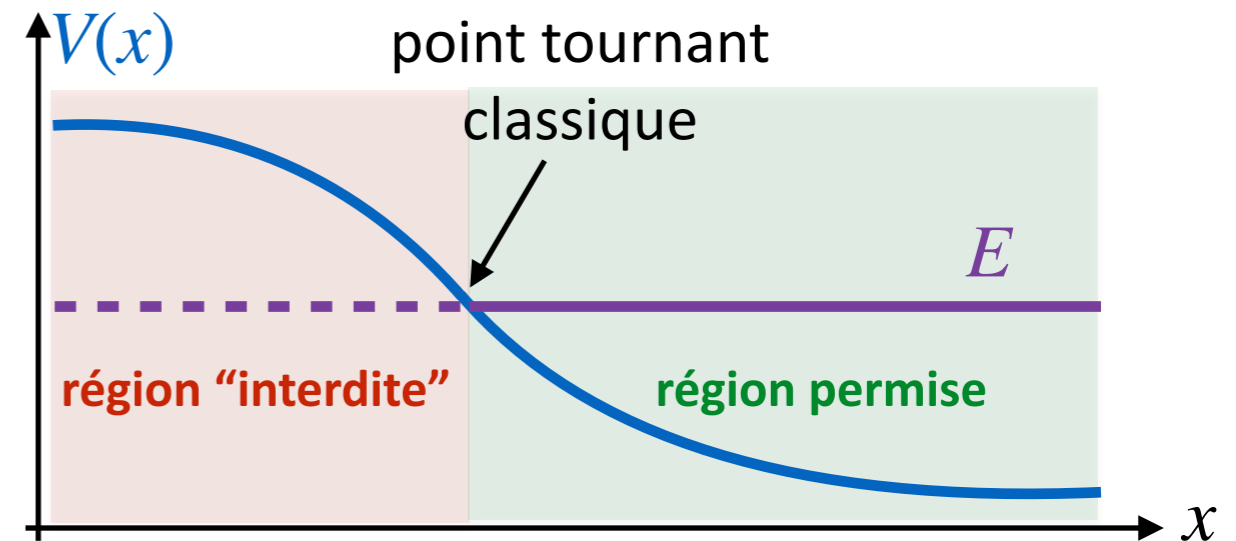 V(x)
point tournant
classique
E
région “interdite”
région permise
x